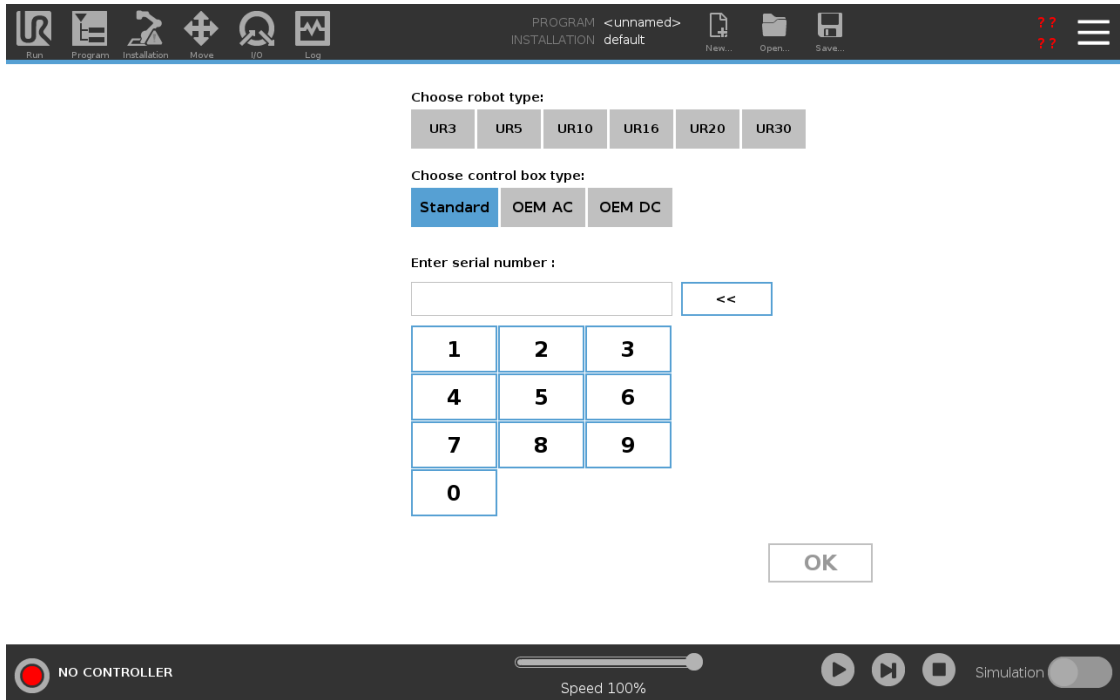 PROGRAM <unnamed>
INSTALLATION default
Run Program Installation Move I/O Log New... Open... Save...
? ?
? ?
Choose robot type:
UR3 UR5 UR10 UR16 UR20 UR30
Choose control box type:
Standard OEM AC OEM DC
Enter serial number :
<<
1 2 3
4 5 6
7 8 9
0
OK
NO CONTROLLER
Speed 100%
Simulation